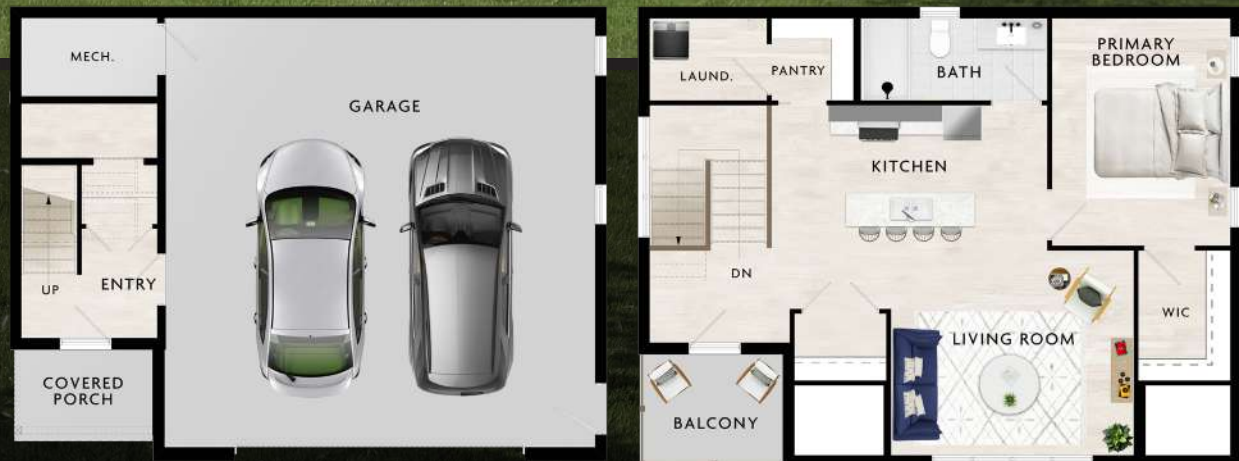 MECH.
GARAGE
UP
ENTRY
COVERED
PORCH
LAUND.
PANTRY
BATH
PRIMARY
BEDROOM
KITCHEN
DN
WIC
LIVING ROOM
BALCONY